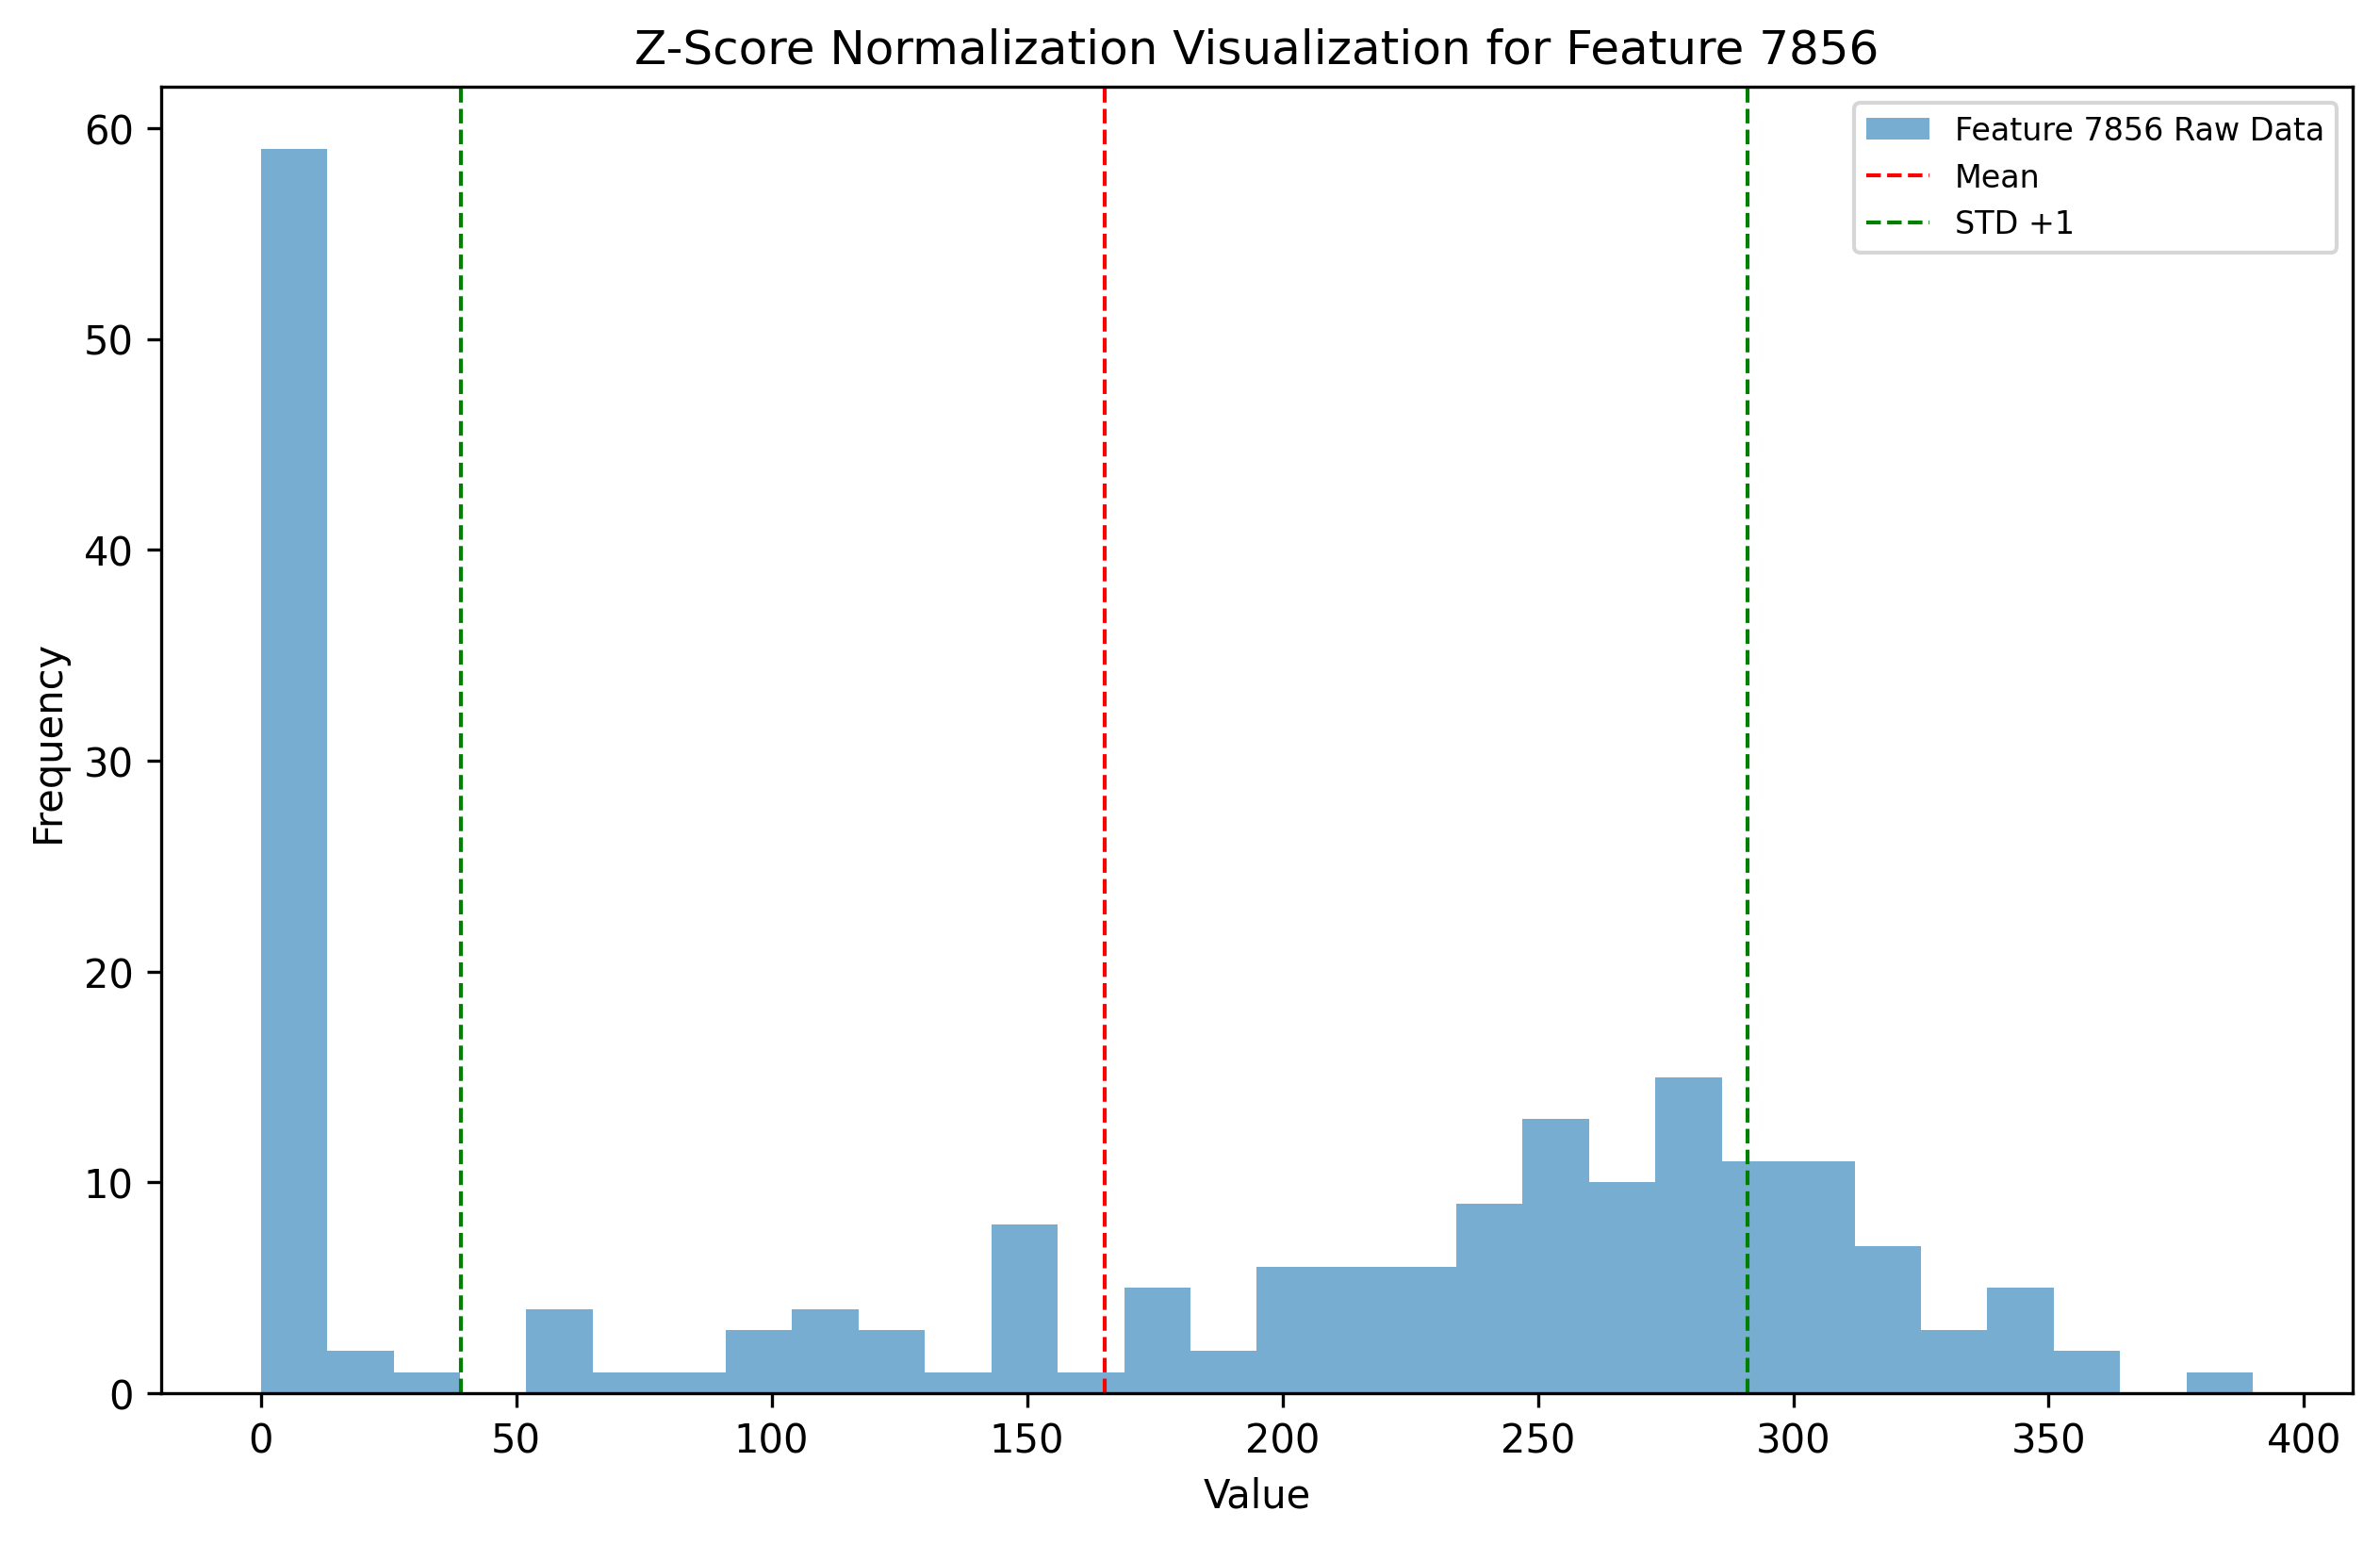 Z-Score Normalization Visualization for Feature 7856
Feature 7856 Raw Data
Mean
STD +1
60
50
40
30
20
10
0
Frequency
0 50 100 150 200 250 300 350 400
Value